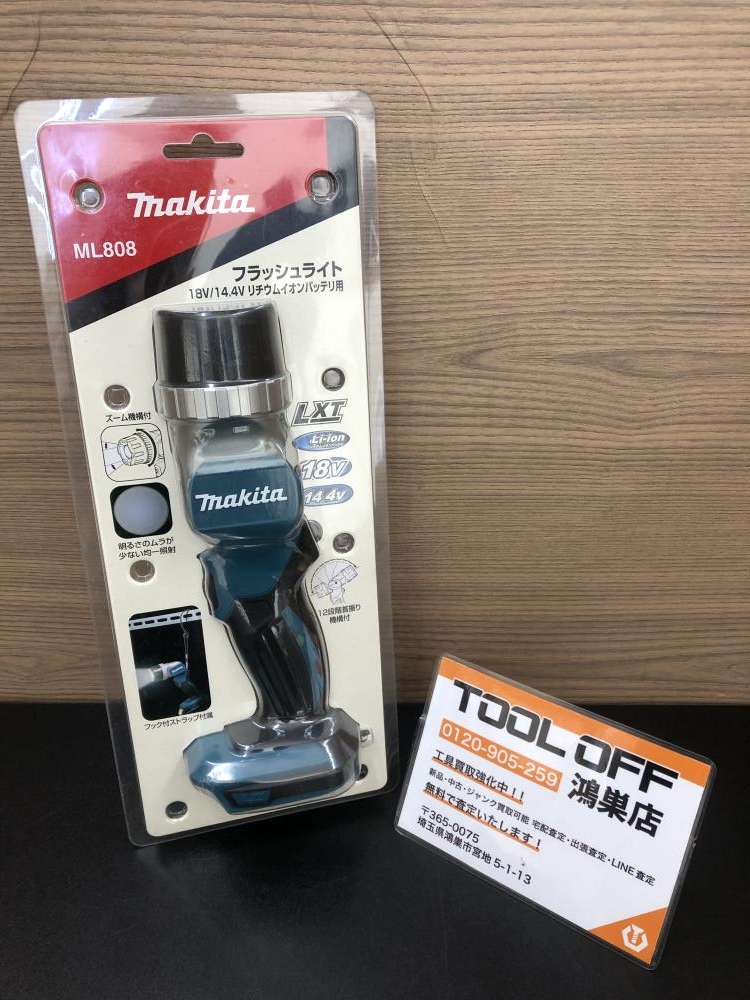 makita
ML808
フラッシュライト
18V/14.4V リチウムイオンバッテリ用
ズーム機構付
LXT
Li-ion
18V
14.4V
makita
明るさのムラが
少ない均一照射
12段階首振り
機構付
フック付ストラップ付属
TOOL OFF
0120-905-259
鴻巣店
工具買取強化中！！
新品・中古・ジャンク買取可能 宅配査定・出張査定・LINE査定
無料で査定いたします！
〒365-0075
埼玉県鴻巣市宮地 5-1-13